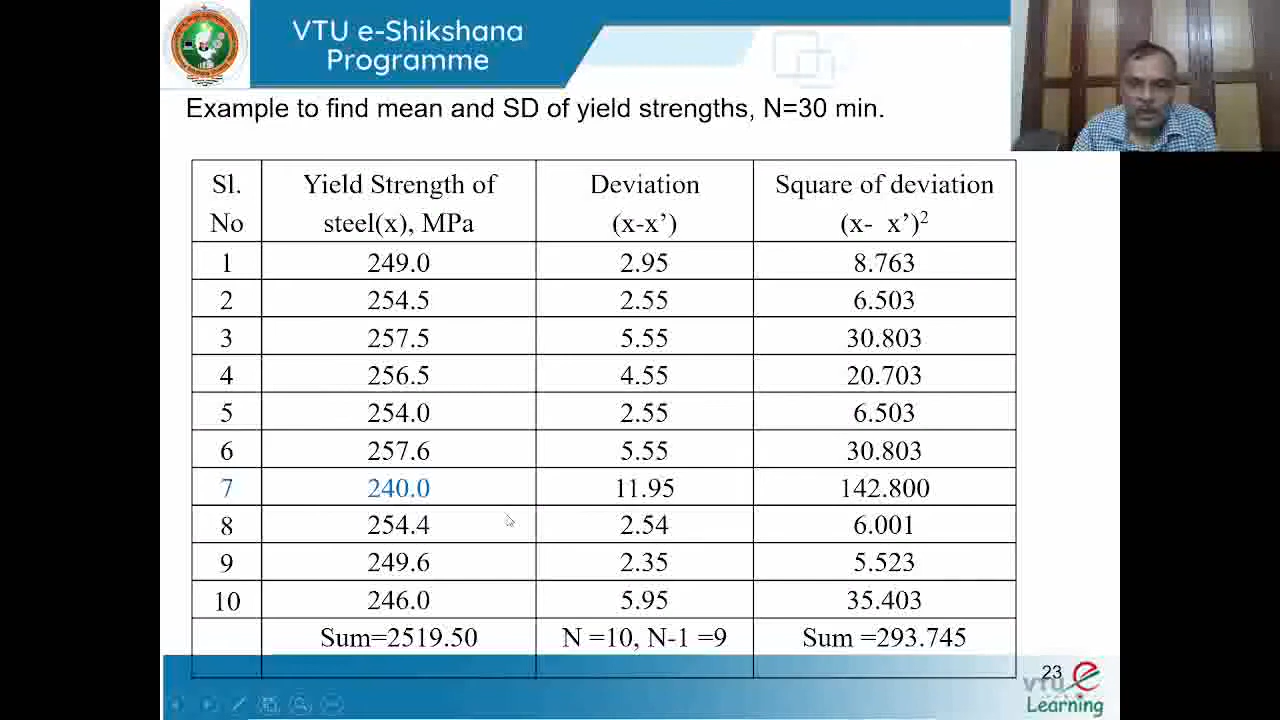 VTU e-Shikshana
Programme
Example to find mean and SD of yield strengths, N=30 min.
Sl. No | Yield Strength of steel(x), MPa | Deviation (x-x’) | Square of deviation (x- x’)²
1 | 249.0 | 2.95 | 8.763
2 | 254.5 | 2.55 | 6.503
3 | 257.5 | 5.55 | 30.803
4 | 256.5 | 4.55 | 20.703
5 | 254.0 | 2.55 | 6.503
6 | 257.6 | 5.55 | 30.803
7 | 240.0 | 11.95 | 142.800
8 | 254.4 | 2.54 | 6.001
9 | 249.6 | 2.35 | 5.523
10 | 246.0 | 5.95 | 35.403
Sum=2519.50 | N =10, N-1 =9 | Sum =293.745
23
VTU e
Learning